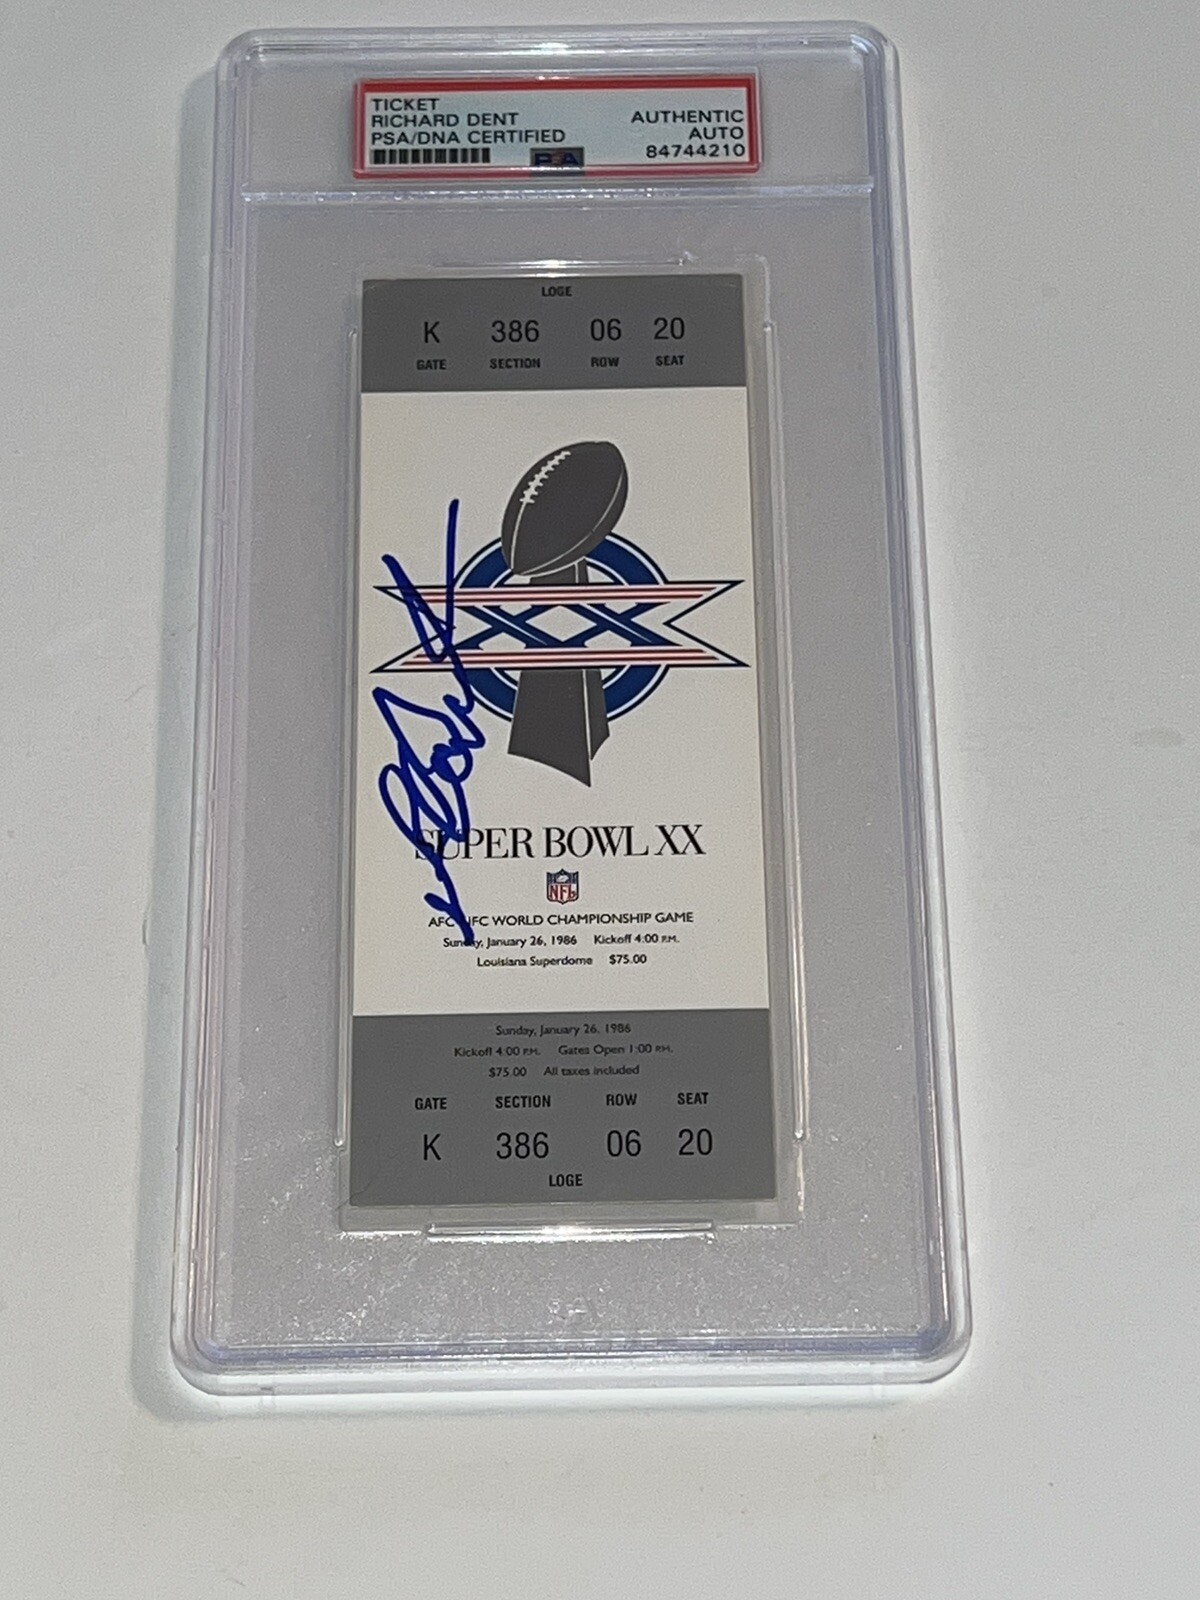 TICKET
RICHARD DENT
PSA/DNA CERTIFIED
AUTHENTIC
AUTO
84744210
PSA
LOGE
K 386 06 20
GATE SECTION ROW SEAT
XX
SUPER BOWL XX
NFL
AFC-NFC WORLD CHAMPIONSHIP GAME
Sunday, January 26, 1986 Kickoff 4:00 P.M.
Louisiana Superdome $75.00
Sunday, January 26, 1986
Kickoff 4:00 P.M. Gates Open 1:00 P.M.
$75.00 All taxes included
GATE SECTION ROW SEAT
K 386 06 20
LOGE